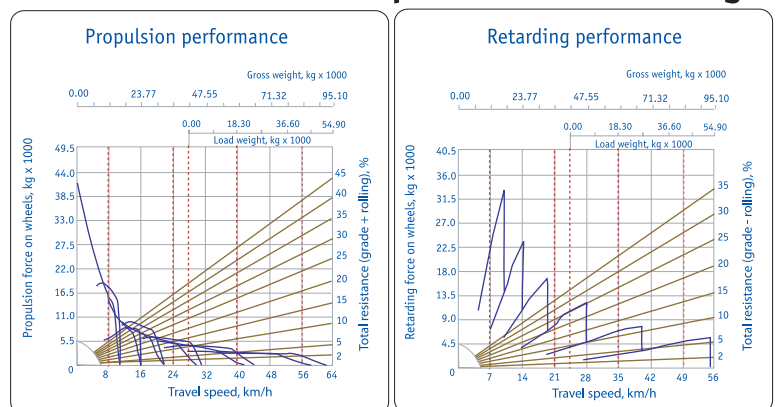 Propulsion performance
Gross weight, kg x 1000
0.00 23.77 47.55 71.32 95.10
0.00 18.30 36.60 54.90
Load weight, kg x 1000
Propulsion force on wheels, kg x 1000
49.5
44.0
38.5
33.0
27.5
22.0
16.5
11.0
5.5
0
45
40
35
30
25
20
15
10
5
2
Total resistance (grade + rolling), %
8 16 24 32 40 48 56 64
Travel speed, km/h
Retarding performance
Gross weight, kg x 1000
0.00 23.77 47.55 71.32 95.10
0.00 18.30 36.60 54.90
Load weight, kg x 1000
Retarding force on wheels, kg x 1000
40.5
36.0
31.5
27.0
22.5
18.0
13.5
9.0
4.5
0
35
30
25
20
15
10
5
2
Total resistance (grade - rolling), %
7 14 21 28 35 42 49 56
Travel speed, km/h